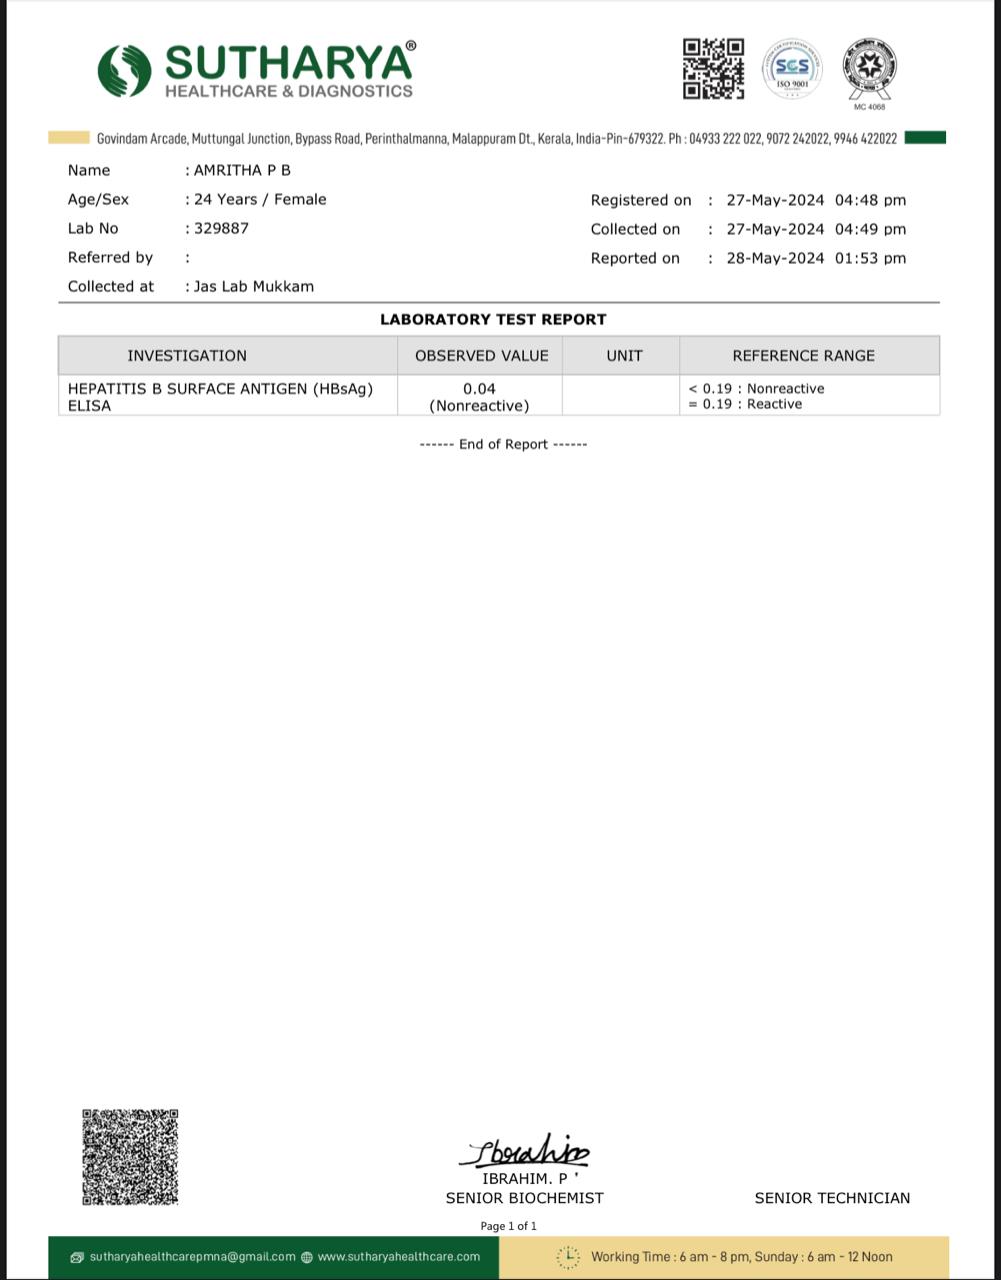 SUTHARYA®
HEALTHCARE & DIAGNOSTICS
SCS
ISO 9001
MC 4068
Govindam Arcade, Muttungal Junction, Bypass Road, Perinthalmanna, Malappuram Dt., Kerala, India-Pin-679322. Ph : 04933 222 022, 9072 242022, 9946 422022
Name : AMRITHA P B
Age/Sex : 24 Years / Female Registered on : 27-May-2024 04:48 pm
Lab No : 329887 Collected on : 27-May-2024 04:49 pm
Referred by : Reported on : 28-May-2024 01:53 pm
Collected at : Jas Lab Mukkam
LABORATORY TEST REPORT
INVESTIGATION OBSERVED VALUE UNIT REFERENCE RANGE
HEPATITIS B SURFACE ANTIGEN (HBsAg) 0.04 < 0.19 : Nonreactive
ELISA (Nonreactive) = 0.19 : Reactive
------ End of Report ------
Ibrahim
IBRAHIM. P '
SENIOR BIOCHEMIST SENIOR TECHNICIAN
Page 1 of 1
sutharyahealthcarepmna@gmail.com www.sutharyahealthcare.com Working Time : 6 am - 8 pm, Sunday : 6 am - 12 Noon